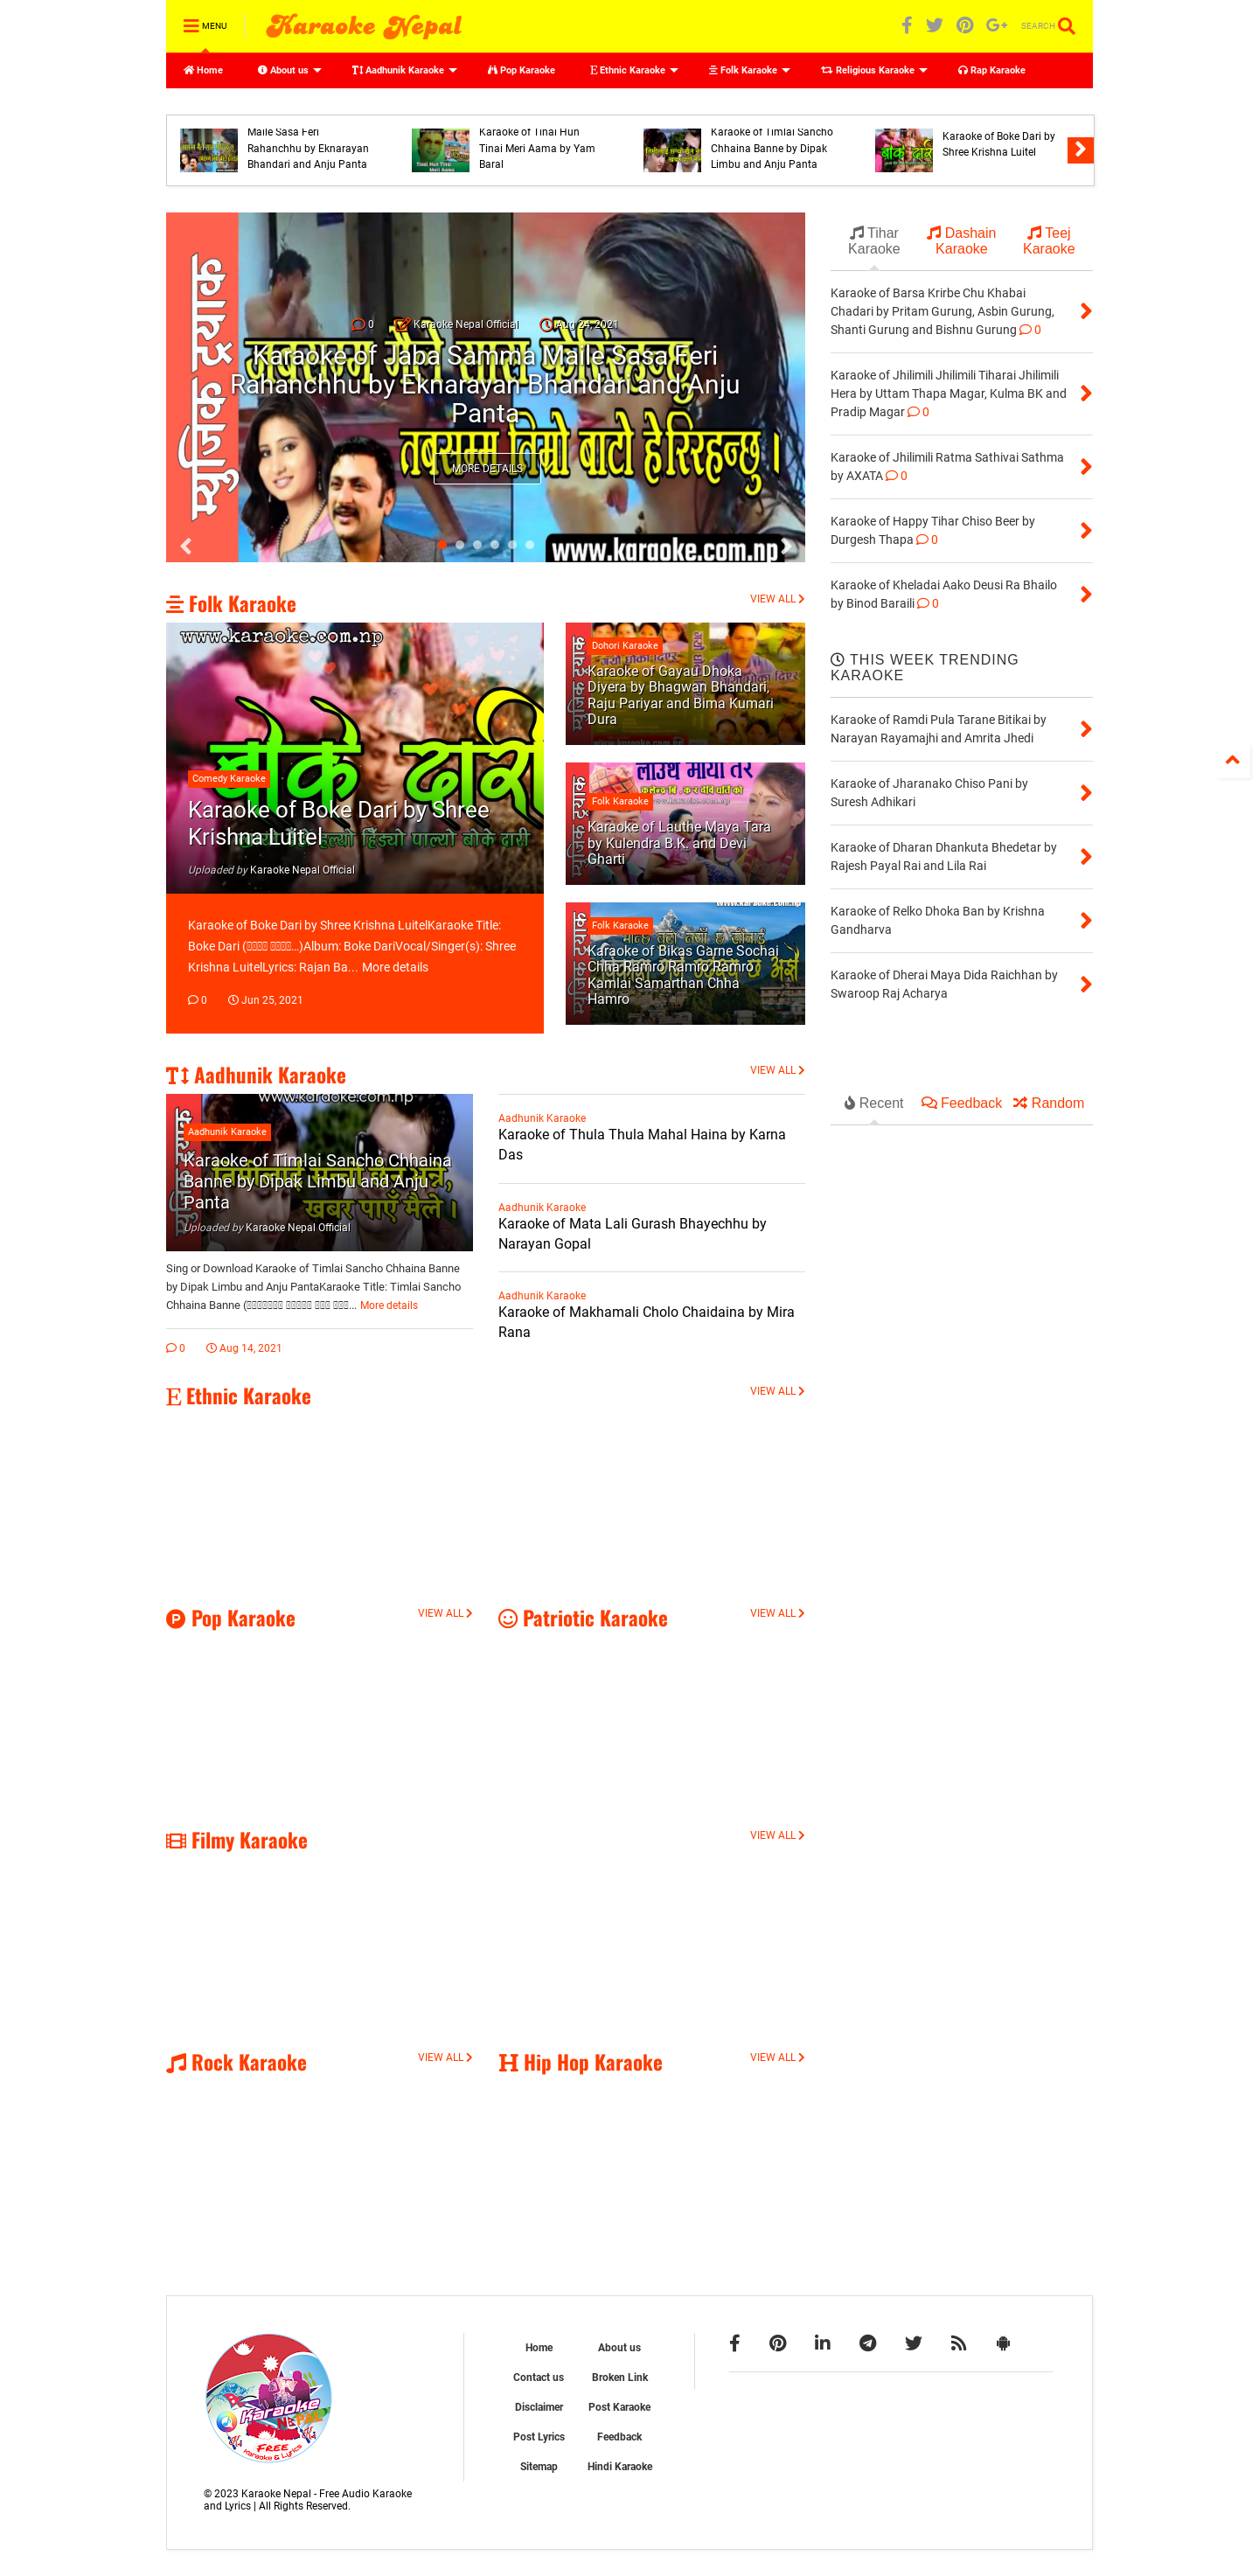 MENU
Karaoke Nepal
SEARCH
Home
About us
Aadhunik Karaoke
Pop Karaoke
Ethnic Karaoke
Folk Karaoke
Religious Karaoke
Rap Karaoke
Maile Sasa Feri
Rahanchhu by Eknarayan
Bhandari and Anju Panta
Karaoke of Tinai Hun
Tinai Meri Aama by Yam
Baral
Karaoke of Timlai Sancho
Chhaina Banne by Dipak
Limbu and Anju Panta
Karaoke of Boke Dari by
Shree Krishna Luitel
म्युजिक ट्र्याक
0 Karaoke Nepal Official Aug 24, 2021
Karaoke of Jaba Samma Maile Sasa Feri
Rahanchhu by Eknarayan Bhandari and Anju
Panta
तबसम्म तिम्रो बाटो हेरिरहन्छु।
MORE DETAILS
www.karaoke.com.np
Tihar
Karaoke
Dashain
Karaoke
Teej
Karaoke
Karaoke of Barsa Krirbe Chu Khabai
Chadari by Pritam Gurung, Asbin Gurung,
Shanti Gurung and Bishnu Gurung 0
Karaoke of Jhilimili Jhilimili Tiharai Jhilimili
Hera by Uttam Thapa Magar, Kulma BK and
Pradip Magar 0
Karaoke of Jhilimili Ratma Sathivai Sathma
by AXATA 0
Karaoke of Happy Tihar Chiso Beer by
Durgesh Thapa 0
Karaoke of Kheladai Aako Deusi Ra Bhailo
by Binod Baraili 0
THIS WEEK TRENDING
KARAOKE
Karaoke of Ramdi Pula Tarane Bitikai by
Narayan Rayamajhi and Amrita Jhedi
Karaoke of Jharanako Chiso Pani by
Suresh Adhikari
Karaoke of Dharan Dhankuta Bhedetar by
Rajesh Payal Rai and Lila Rai
Karaoke of Relko Dhoka Ban by Krishna
Gandharva
Karaoke of Dherai Maya Dida Raichhan by
Swaroop Raj Acharya
Recent
Feedback
Random
Folk Karaoke
VIEW ALL
www.karaoke.com.np
बोके दारी
Comedy Karaoke
Karaoke of Boke Dari by Shree
Krishna Luitel
Uploaded by Karaoke Nepal Official
Karaoke of Boke Dari by Shree Krishna LuitelKaraoke Title:
Boke Dari (...)Album: Boke DariVocal/Singer(s): Shree
Krishna LuitelLyrics: Rajan Ba... More details
0 Jun 25, 2021
Dohori Karaoke
Karaoke of Gayau Dhoka
Diyera by Bhagwan Bhandari,
Raju Pariyar and Bima Kumari
Dura
Folk Karaoke
Karaoke of Lauthe Maya Tara
by Kulendra B.K. and Devi
Gharti
Folk Karaoke
Karaoke of Bikas Garne Sochai
Chha Ramro Ramro Ramro
Kamlai Samarthan Chha
Hamro
Aadhunik Karaoke
VIEW ALL
www.karaoke.com.np
Aadhunik Karaoke
Karaoke of Timlai Sancho Chhaina
Banne by Dipak Limbu and Anju
Panta
खबर पाएँ मैले।
Uploaded by Karaoke Nepal Official
Sing or Download Karaoke of Timlai Sancho Chhaina Banne
by Dipak Limbu and Anju PantaKaraoke Title: Timlai Sancho
Chhaina Banne (... More details
0 Aug 14, 2021
Aadhunik Karaoke
Karaoke of Thula Thula Mahal Haina by Karna
Das
Aadhunik Karaoke
Karaoke of Mata Lali Gurash Bhayechhu by
Narayan Gopal
Aadhunik Karaoke
Karaoke of Makhamali Cholo Chaidaina by Mira
Rana
Ethnic Karaoke
VIEW ALL
Pop Karaoke
VIEW ALL
Patriotic Karaoke
VIEW ALL
Filmy Karaoke
VIEW ALL
Rock Karaoke
VIEW ALL
Hip Hop Karaoke
VIEW ALL
Karaoke
NEPAL
FREE
Karaoke & Lyrics
© 2023 Karaoke Nepal - Free Audio Karaoke
and Lyrics | All Rights Reserved.
Home
About us
Contact us
Broken Link
Disclaimer
Post Karaoke
Post Lyrics
Feedback
Sitemap
Hindi Karaoke